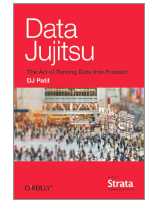 Data
Jujitsu
The Art of Turning Data Into Product
DJ Patil
O'REILLY®
Strata